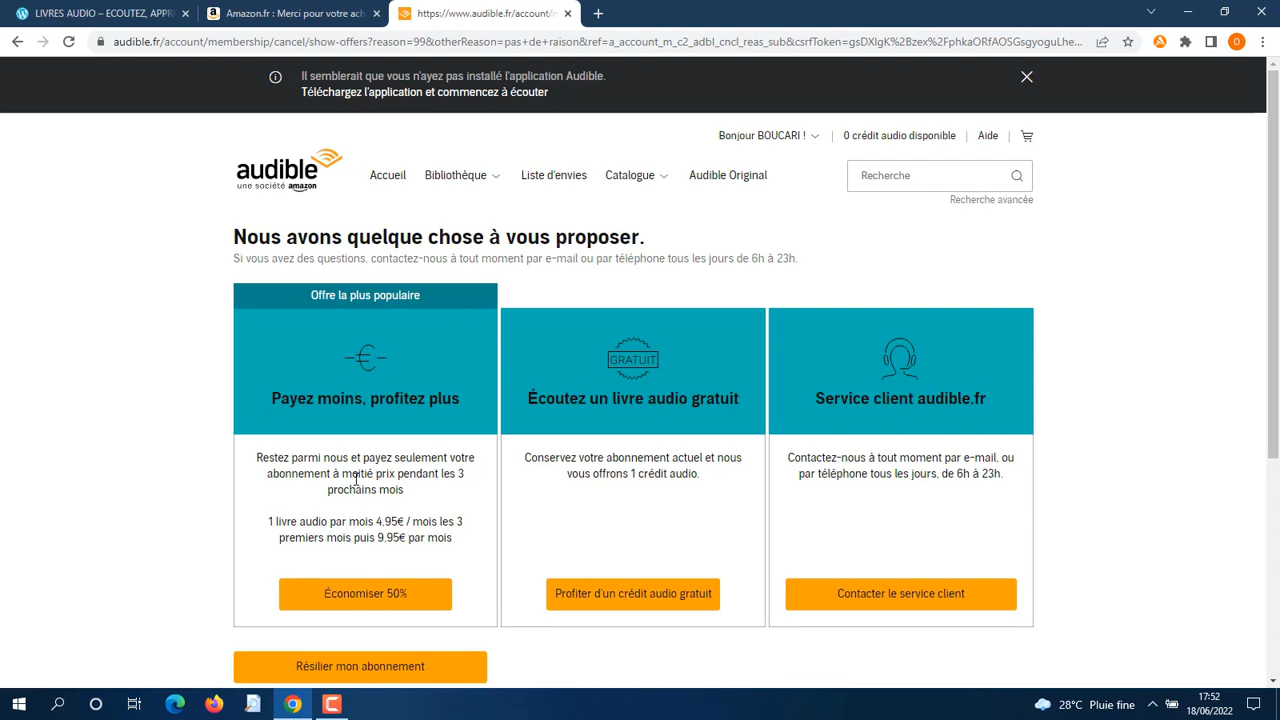 LIVRES AUDIO – ECOUTEZ, APPR
Amazon.fr : Merci pour votre ach
https://www.audible.fr/account/n
audible.fr/account/membership/cancel/show-offers?reason=99&otherReason=pas+de+raison&ref=a_account_m_c2_adbl_cncl_reas_sub&csrfToken=gsDXIgK%2Bzex%2FphkaORfAOSGsgyoguLhe...
O
Il semblerait que vous n'ayez pas installé l'application Audible.
Téléchargez l'application et commencez à écouter
Bonjour BOUCARI !
0 crédit audio disponible
Aide
audible
une société amazon
Accueil
Bibliothèque
Liste d'envies
Catalogue
Audible Original
Recherche
Recherche avancée
Nous avons quelque chose à vous proposer.
Si vous avez des questions, contactez-nous à tout moment par e-mail ou par téléphone tous les jours de 6h à 23h.
Offre la plus populaire
€
Payez moins, profitez plus
Restez parmi nous et payez seulement votre
abonnement à moitié prix pendant les 3
prochains mois
1 livre audio par mois 4,95€ / mois les 3
premiers mois puis 9.95€ par mois
Économiser 50%
GRATUIT
Écoutez un livre audio gratuit
Conservez votre abonnement actuel et nous
vous offrons 1 crédit audio.
Profiter d'un crédit audio gratuit
Service client audible.fr
Contactez-nous à tout moment par e-mail, ou
par téléphone tous les jours, de 6h à 23h.
Contacter le service client
Résilier mon abonnement
28°C Pluie fine
17:52
18/06/2022